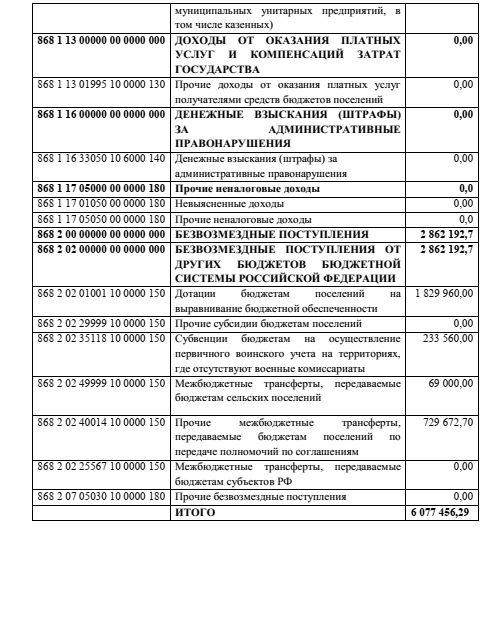 муниципальных унитарных предприятий, в
том числе казенных)
868 1 13 00000 00 0000 000 ДОХОДЫ ОТ ОКАЗАНИЯ ПЛАТНЫХ 0,00
УСЛУГ И КОМПЕНСАЦИЙ ЗАТРАТ
ГОСУДАРСТВА
868 1 13 01995 10 0000 130 Прочие доходы от оказания платных услуг 0,00
получателями средств бюджетов поселений
868 1 16 00000 00 0000 000 ДЕНЕЖНЫЕ ВЗЫСКАНИЯ (ШТРАФЫ) 0,00
ЗА АДМИНИСТРАТИВНЫЕ
ПРАВОНАРУШЕНИЯ
868 1 16 33050 10 6000 140 Денежные взыскания (штрафы) за 0,00
административные правонарушения
868 1 17 05000 00 0000 180 Прочие неналоговые доходы 0,0
868 1 17 01050 00 0000 180 Невыясненные доходы 0,00
868 1 17 05050 00 0000 180 Прочие неналоговые доходы 0,0
868 2 00 00000 00 0000 000 БЕЗВОЗМЕЗДНЫЕ ПОСТУПЛЕНИЯ 2 862 192,7
868 2 02 00000 00 0000 000 БЕЗВОЗМЕЗДНЫЕ ПОСТУПЛЕНИЯ ОТ 2 862 192,7
ДРУГИХ БЮДЖЕТОВ БЮДЖЕТНОЙ
СИСТЕМЫ РОССИЙСКОЙ ФЕДЕРАЦИИ
868 2 02 01001 10 0000 150 Дотации бюджетам поселений на 1 829 960,00
выравнивание бюджетной обеспеченности
868 2 02 29999 10 0000 150 Прочие субсидии бюджетам поселений 0,00
868 2 02 35118 10 0000 150 Субвенции бюджетам на осуществление 233 560,00
первичного воинского учета на территориях,
где отсутствуют военные комиссариаты
868 2 02 49999 10 0000 150 Межбюджетные трансферты, передаваемые 69 000,00
бюджетам сельских поселений
868 2 02 40014 10 0000 150 Прочие межбюджетные трансферты, 729 672,70
передаваемые бюджетам поселений по
передаче полномочий по соглашениям
868 2 02 25567 10 0000 150 Межбюджетные трансферты, передаваемые 0,00
бюджетам субъектов РФ
868 2 07 05030 10 0000 180 Прочие безвозмездные поступления 0,00
ИТОГО 6 077 456,29